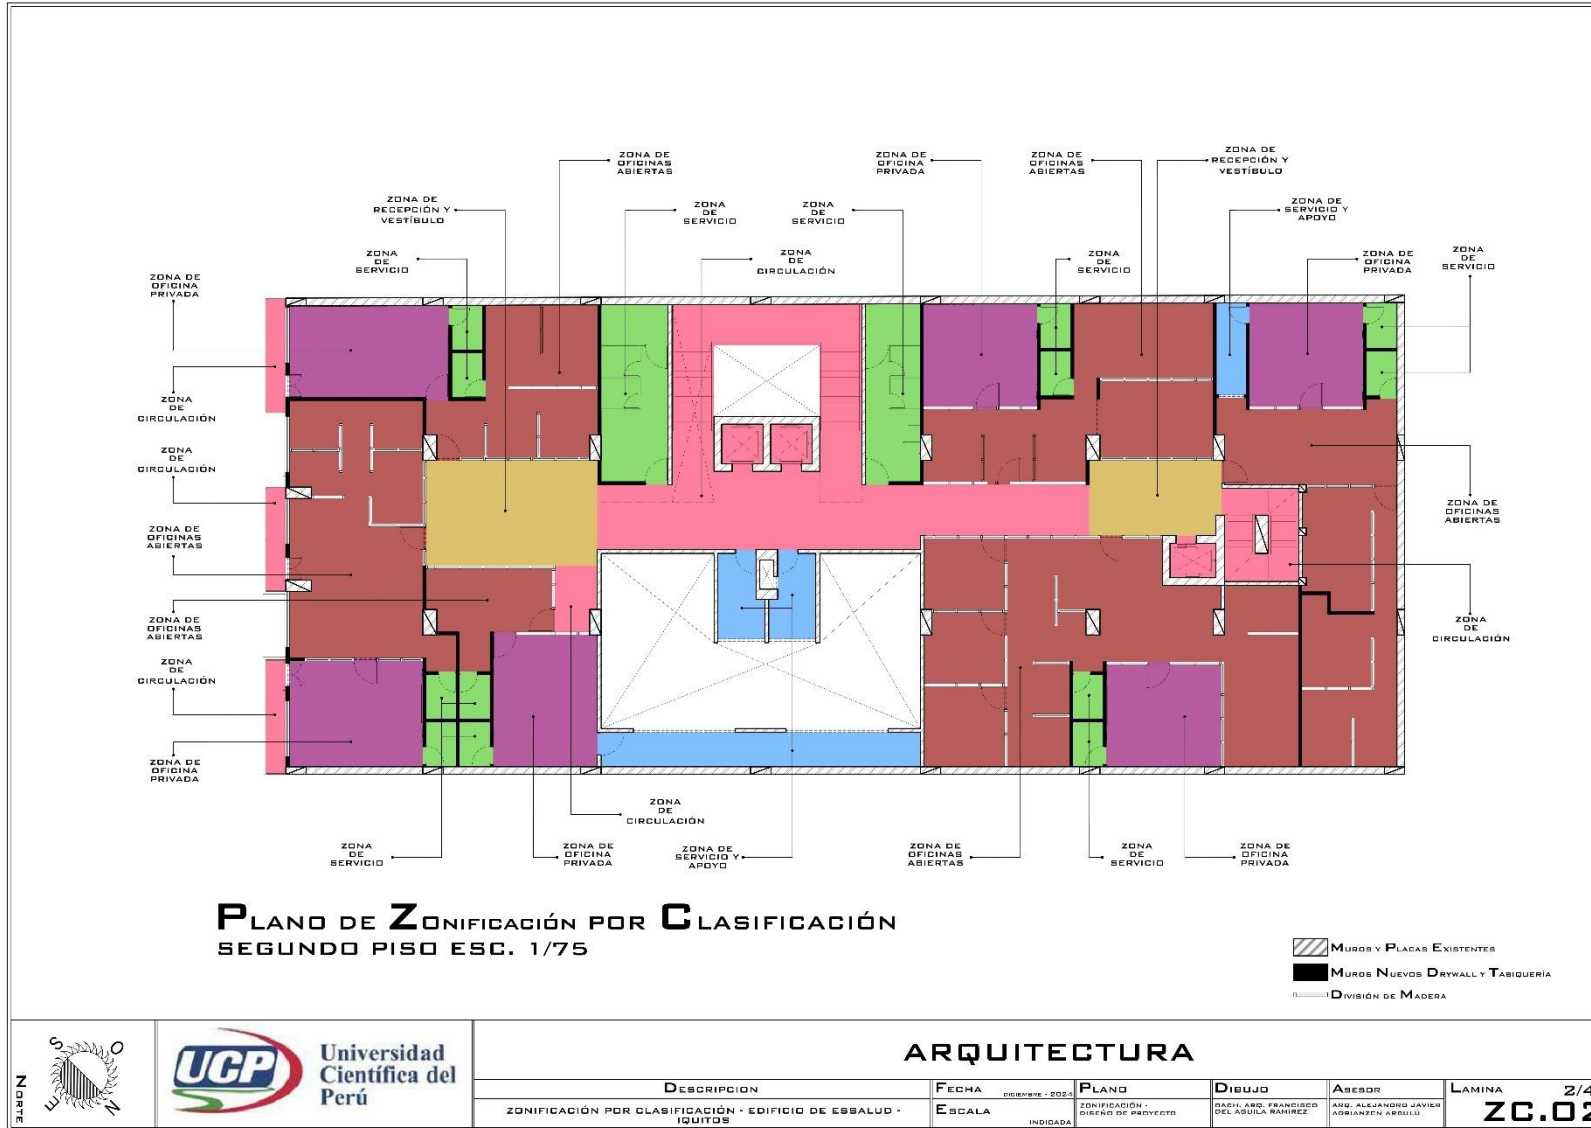 ZONA DE
OFICINAS
ABIERTAS
ZONA DE
OFICINA
PRIVADA
ZONA DE
OFICINAS
ABIERTAS
ZONA DE
RECEPCIÓN Y
VESTÍBULO
ZONA DE
RECEPCIÓN Y
VESTÍBULO
ZONA
DE
SERVICIO
ZONA
DE
SERVICIO
ZONA DE
SERVICIO Y
APOYO
ZONA
DE
SERVICIO
ZONA
DE
CIRCULACIÓN
ZONA
DE
SERVICIO
ZONA DE
OFICINA
PRIVADA
ZONA
DE
SERVICIO
ZONA DE
OFICINA
PRIVADA
ZONA
DE
CIRCULACIÓN
ZONA
DE
CIRCULACIÓN
ZONA DE
OFICINAS
ABIERTAS
ZONA DE
OFICINAS
ABIERTAS
ZONA DE
OFICINAS
ABIERTAS
ZONA
DE
CIRCULACIÓN
ZONA
DE
CIRCULACIÓN
ZONA DE
OFICINA
PRIVADA
ZONA
DE
CIRCULACIÓN
ZONA
DE
SERVICIO
ZONA DE
OFICINA
PRIVADA
ZONA DE
SERVICIO Y
APOYO
ZONA DE
OFICINAS
ABIERTAS
ZONA
DE
SERVICIO
ZONA DE
OFICINA
PRIVADA
PLANO DE ZONIFICACIÓN POR CLASIFICACIÓN
SEGUNDO PISO ESC. 1/75
MUROS Y PLACAS EXISTENTES
MUROS NUEVOS DRYWALL Y TABIQUERÍA
DIVISIÓN DE MADERA
NORTE
S
O
E
N
UCP
Universidad
Científica del
Perú
ARQUITECTURA
DESCRIPCION
ZONIFICACIÓN POR CLASIFICACIÓN - EDIFICIO DE ESSALUD -
IQUITOS
FECHA
DICIEMBRE - 2024
ESCALA
INDICADA
PLANO
ZONIFICACIÓN -
DISEÑO DE PROYECTO
DIBUJO
BACH. ARQ. FRANCISCO
DEL AGUILA RAMIREZ
ASESOR
ARQ. ALEJANDRO JAVIER
ADRIANZEN ARGULÚ
LAMINA
2/4
ZC.02